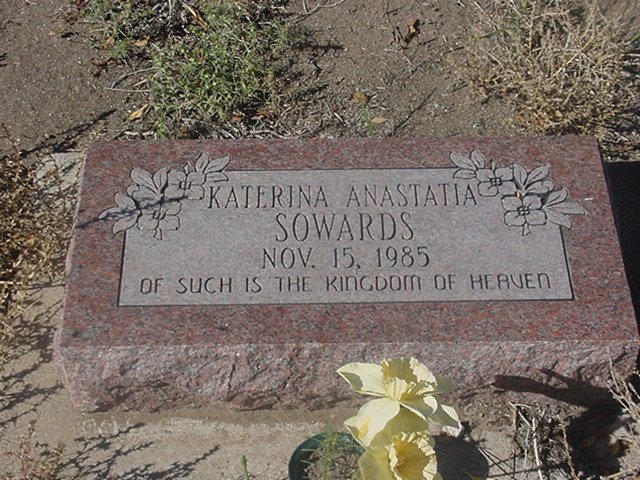 KATERINA ANASTATIA
SOWARDS
NOV. 15, 1985
OF SUCH IS THE KINGDOM OF HEAVEN